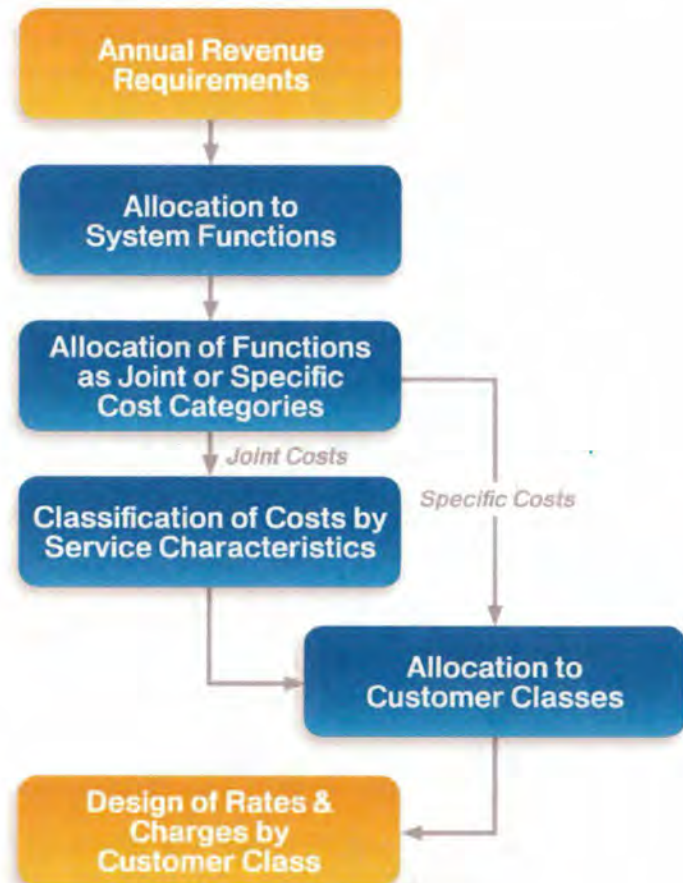 Annual Revenue
Requirements
Allocation to
System Functions
Allocation of Functions
as Joint or Specific
Cost Categories
Joint Costs
Specific Costs
Classification of Costs by
Service Characteristics
Allocation to
Customer Classes
Design of Rates &
Charges by
Customer Class